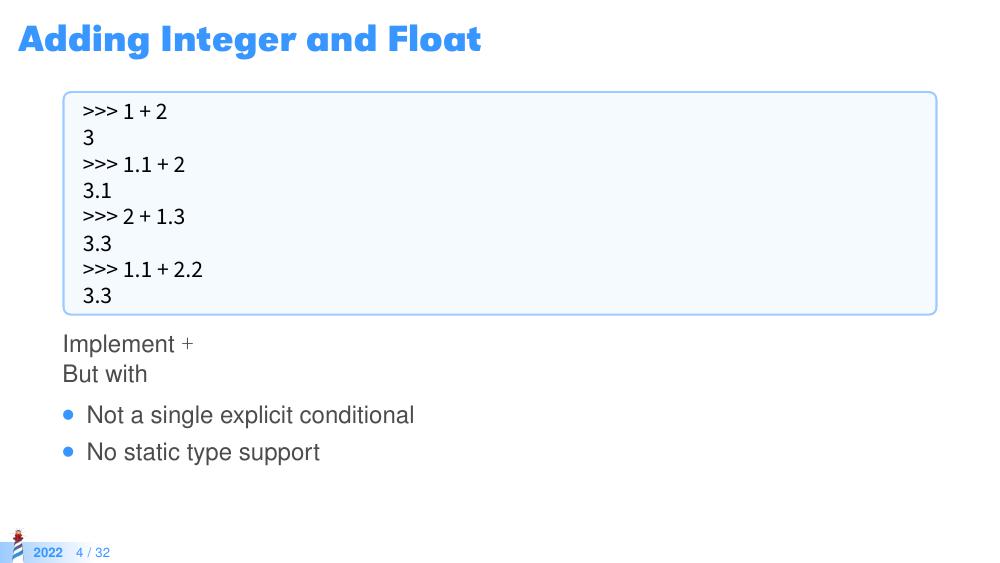 Adding Integer and Float
>>> 1 + 2
3
>>> 1.1 + 2
3.1
>>> 2 + 1.3
3.3
>>> 1.1 + 2.2
3.3
Implement +
But with
Not a single explicit conditional
No static type support
2022 4 / 32